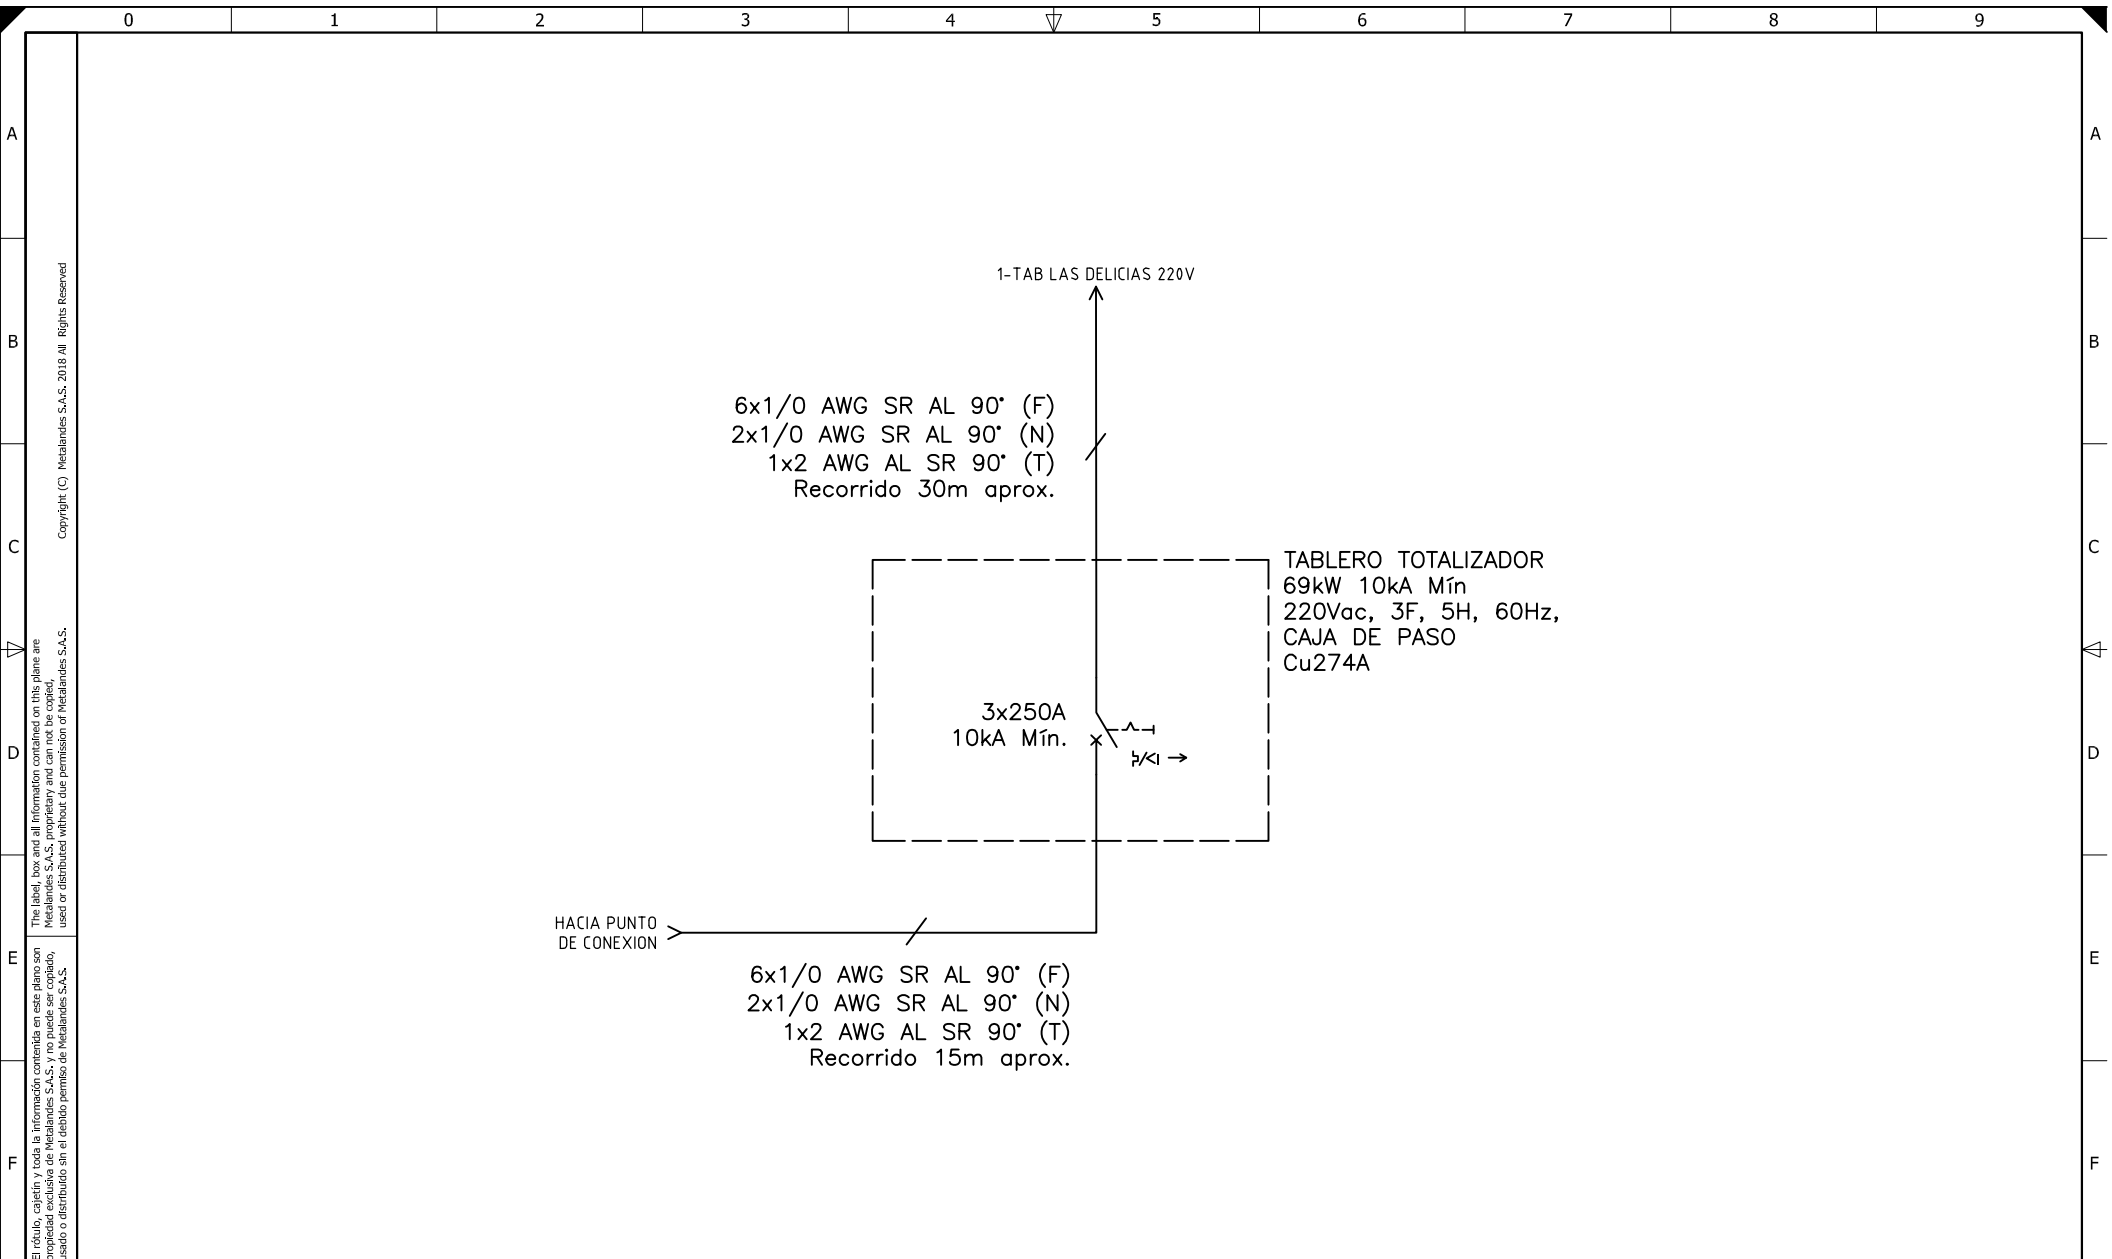 0 1 2 3 4 5 6 7 8 9
A A
B B
C C
D D
E E
F F
1-TAB LAS DELICIAS 220V
6x1/0 AWG SR AL 90° (F)
2x1/0 AWG SR AL 90° (N)
1x2 AWG AL SR 90° (T)
Recorrido 30m aprox.
TABLERO TOTALIZADOR
69kW 10kA Mín
220Vac, 3F, 5H, 60Hz,
CAJA DE PASO
Cu274A
3x250A
10kA Mín.
HACIA PUNTO
DE CONEXION
6x1/0 AWG SR AL 90° (F)
2x1/0 AWG SR AL 90° (N)
1x2 AWG AL SR 90° (T)
Recorrido 15m aprox.
The label, box and all information contained on this plane are
Metalandes S.A.S. proprietary and can not be copied,
used or distributed without due permission of Metalandes S.A.S.
Copyright (C) Metalandes S.A.S. 2018 All Rights Reserved
El rótulo, cajetín y toda la información contenida en este plano son
propiedad exclusiva de Metalandes S.A.S. y no puede ser copiado,
usado o distribuido sin el debido permiso de Metalandes S.A.S.